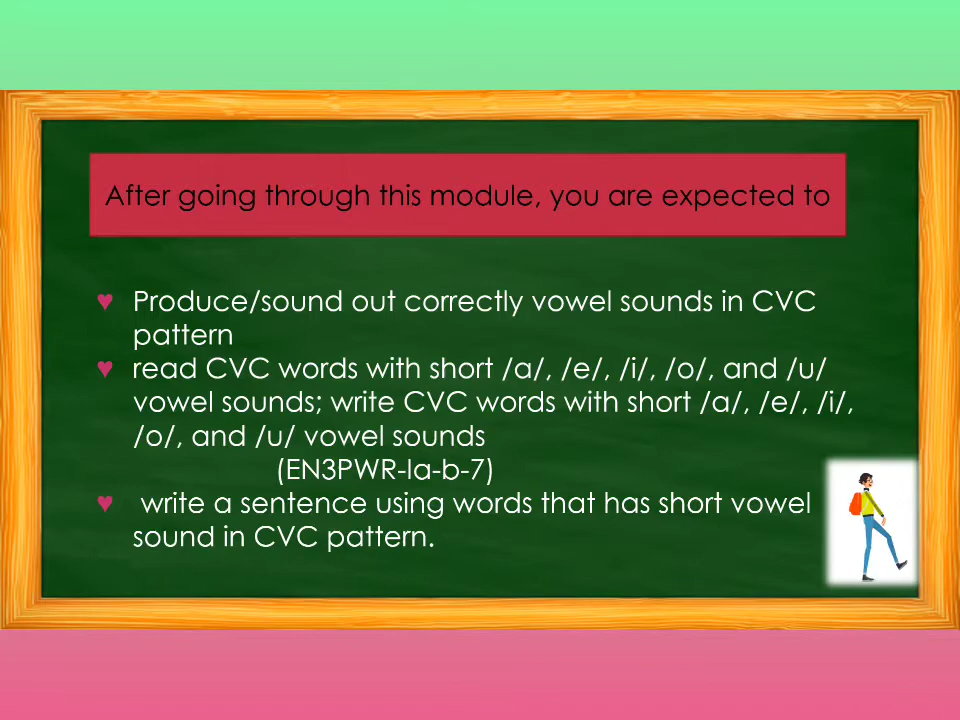 After going through this module, you are expected to
♥ Produce/sound out correctly vowel sounds in CVC
pattern
♥ read CVC words with short /a/, /e/, /i/, /o/, and /u/
vowel sounds; write CVC words with short /a/, /e/, /i/,
/o/, and /u/ vowel sounds
(EN3PWR-Ia-b-7)
♥ write a sentence using words that has short vowel
sound in CVC pattern.